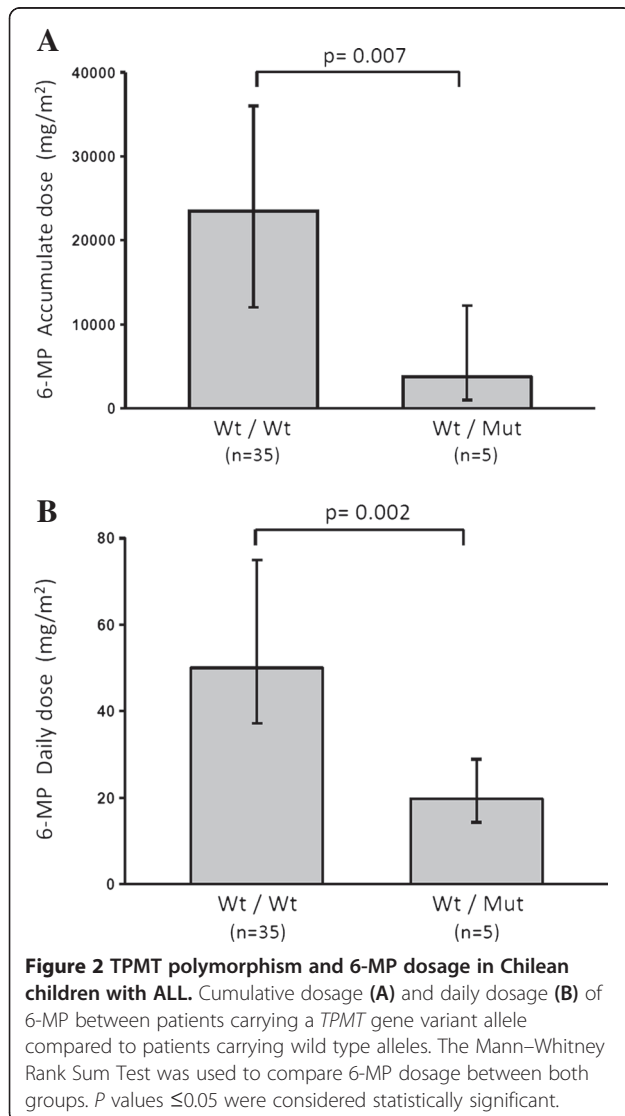 A
p= 0.007
40000
30000
20000
10000
0
6-MP Accumulate dose (mg/m²)
Wt / Wt
Wt / Mut
(n=35)
(n=5)
B
p= 0.002
80
60
40
20
0
6-MP Daily dose (mg/m²)
Wt / Wt
Wt / Mut
(n=35)
(n=5)
Figure 2 TPMT polymorphism and 6-MP dosage in Chilean
children with ALL. Cumulative dosage (A) and daily dosage (B) of
6-MP between patients carrying a TPMT gene variant allele
compared to patients carrying wild type alleles. The Mann–Whitney
Rank Sum Test was used to compare 6-MP dosage between both
groups. P values ≤0.05 were considered statistically significant.